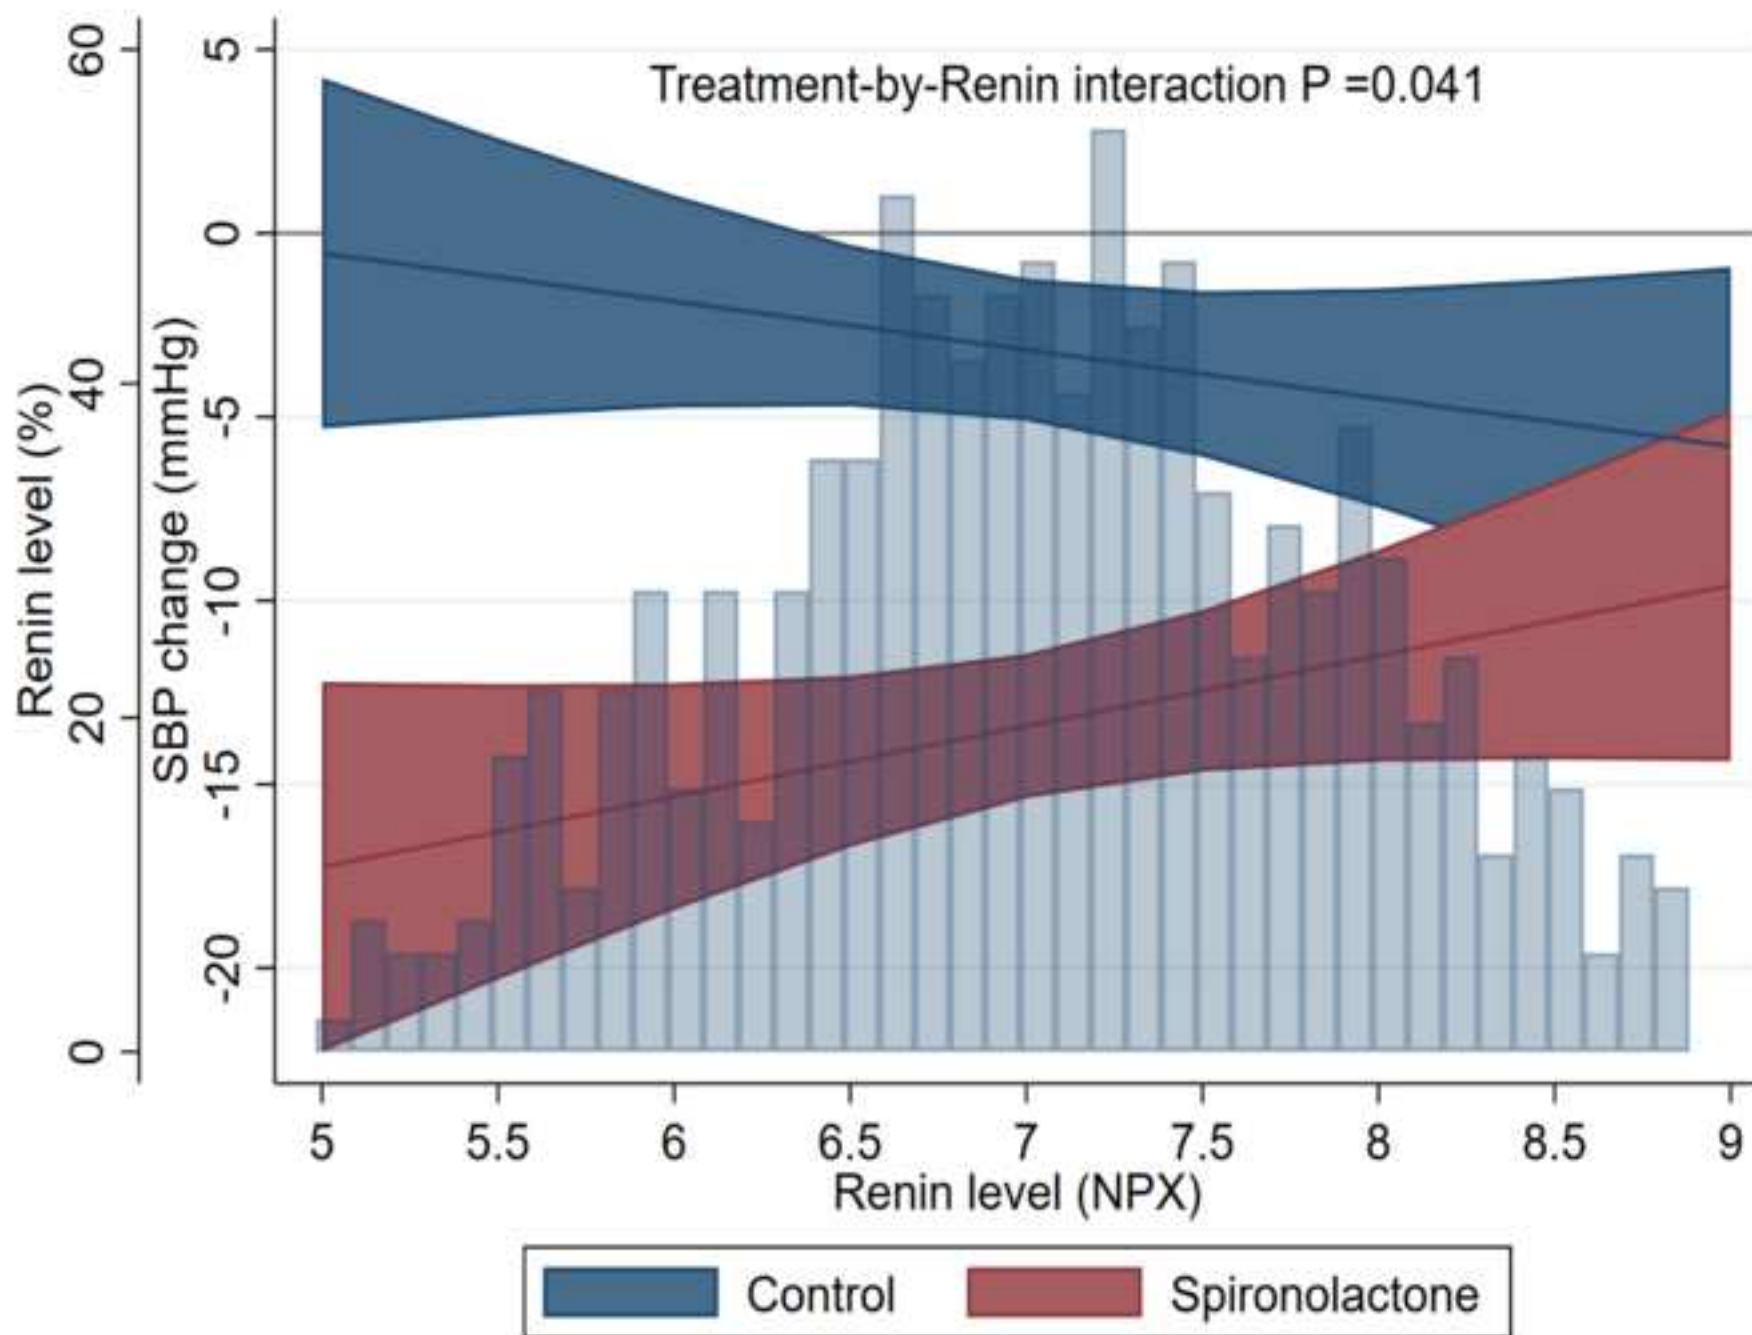 Treatment-by-Renin interaction P =0.041
Renin level (%)
60
40
20
0
SBP change (mmHg)
5
0
-5
-10
-15
-20
5 5.5 6 6.5 7 7.5 8 8.5 9
Renin level (NPX)
Control Spironolactone